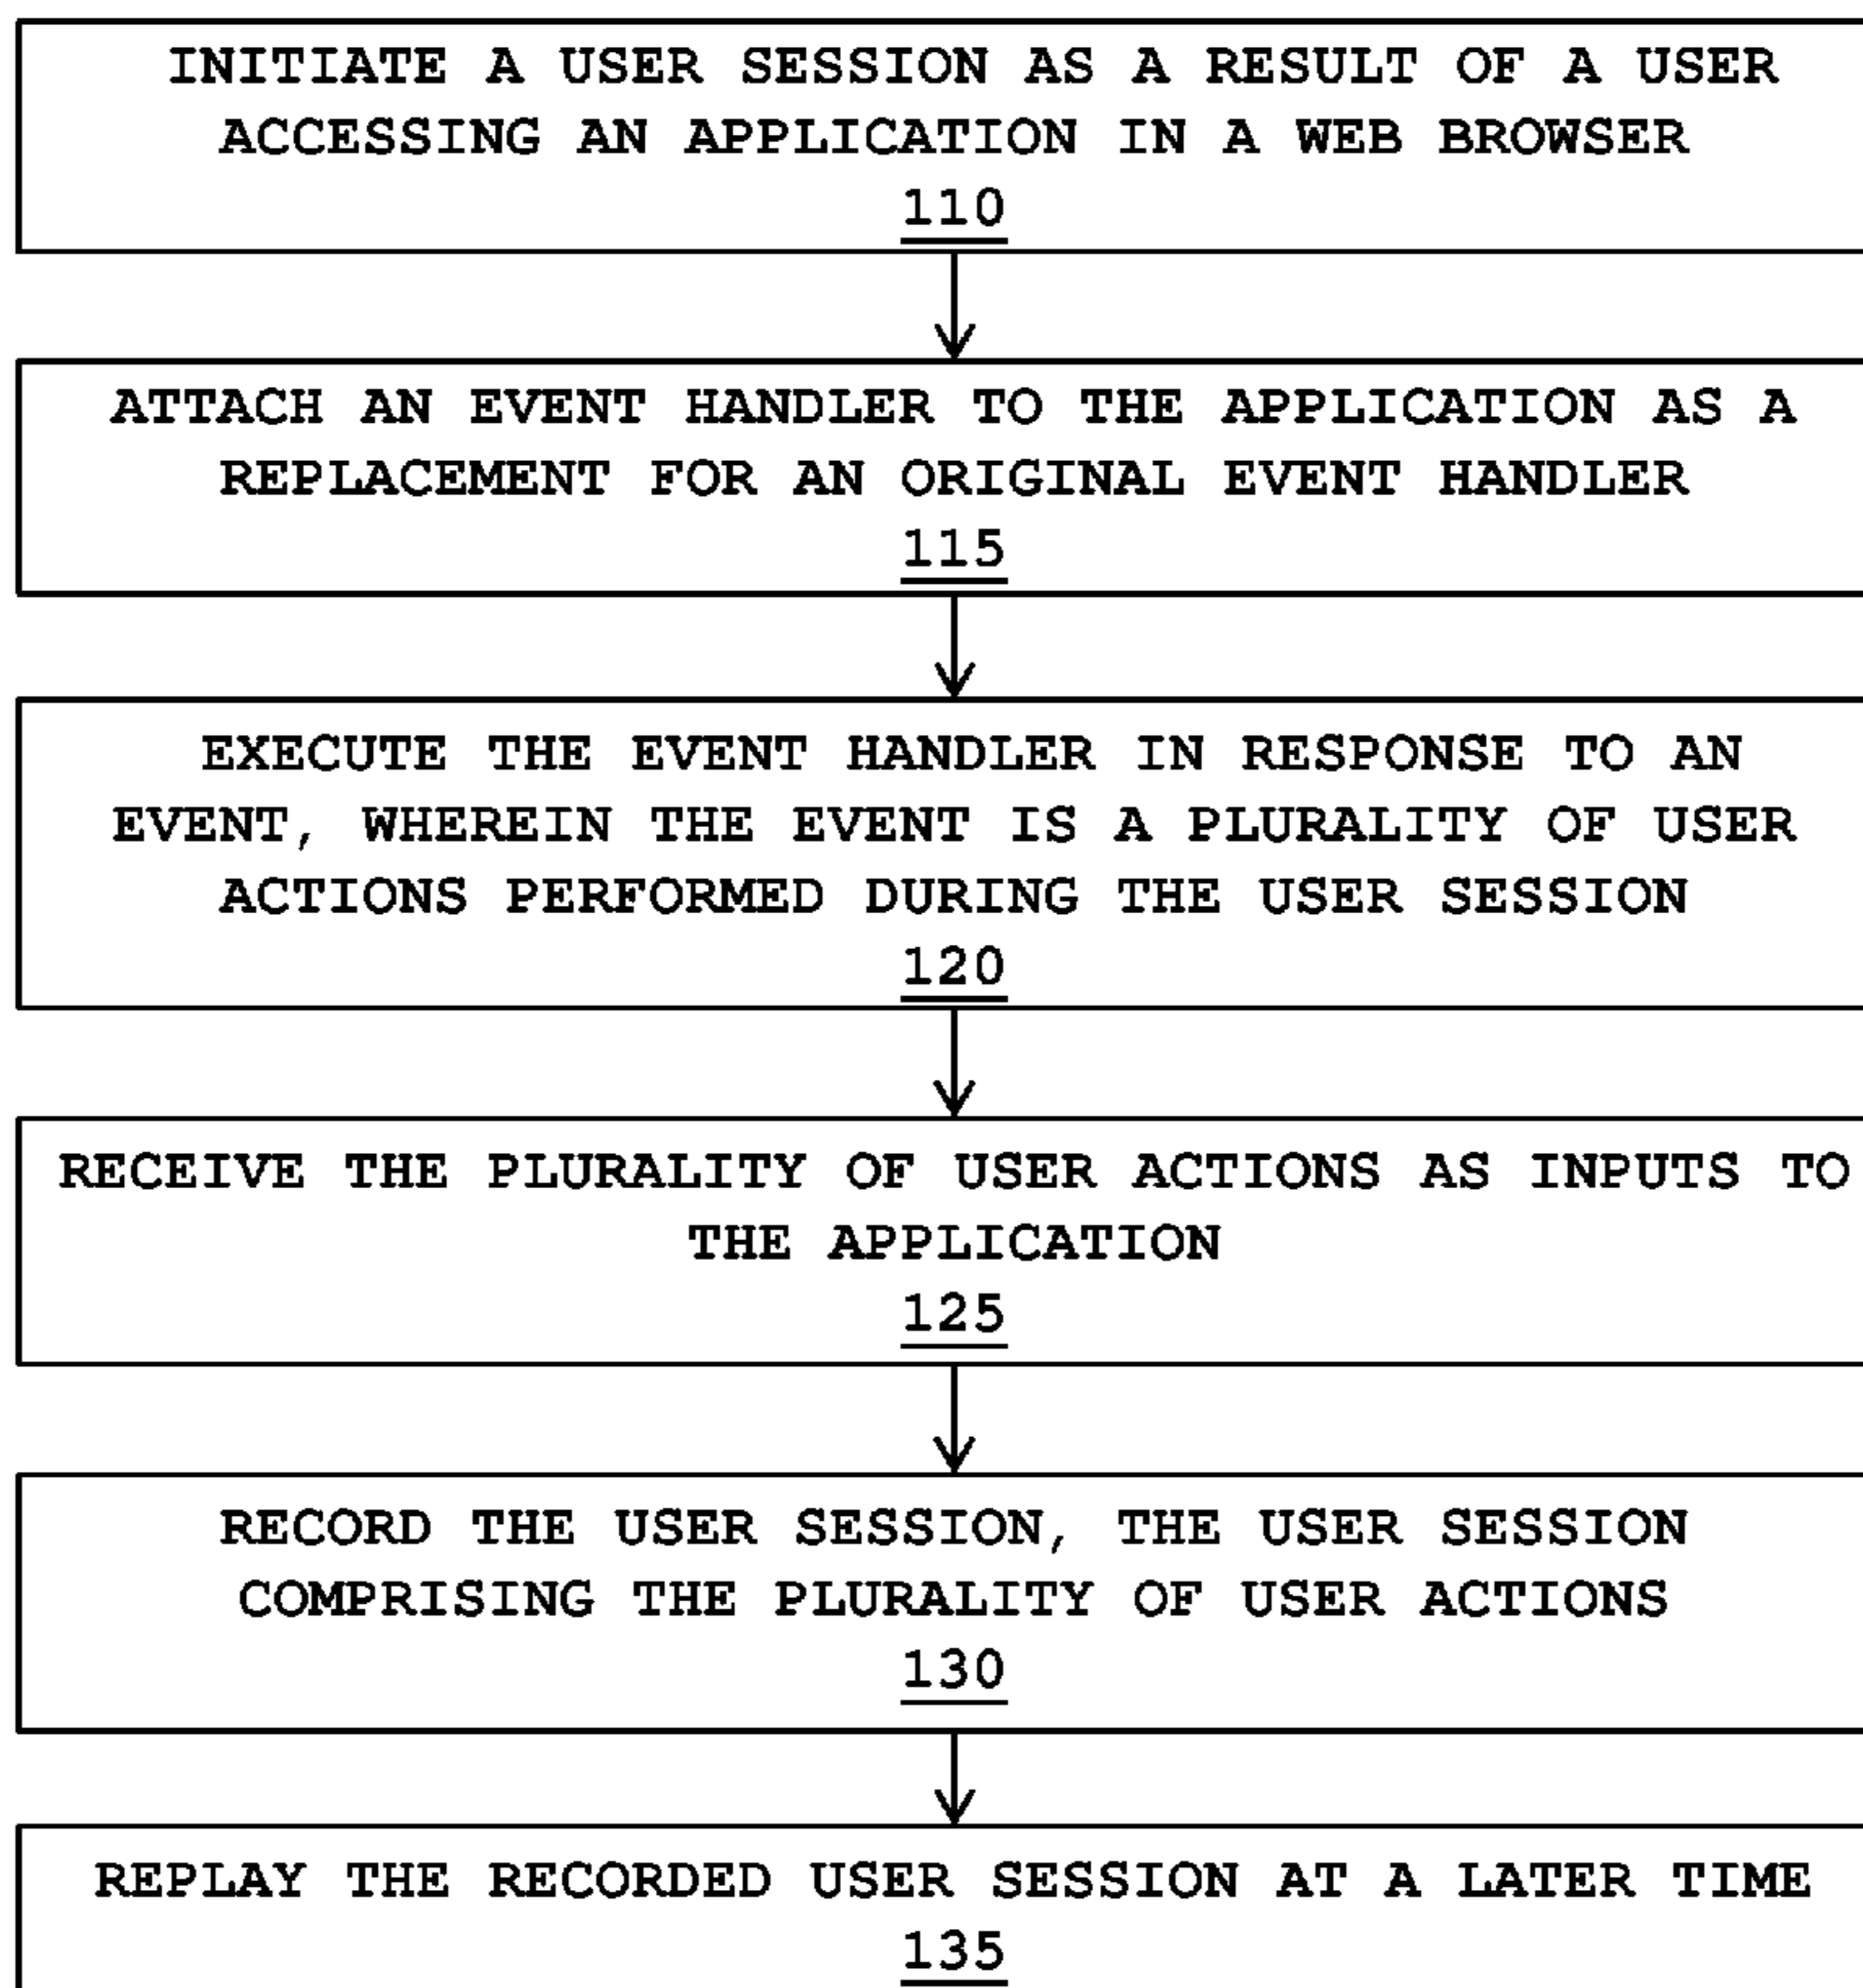 INITIATE A USER SESSION AS A RESULT OF A USER
ACCESSING AN APPLICATION IN A WEB BROWSER
110
ATTACH AN EVENT HANDLER TO THE APPLICATION AS A
REPLACEMENT FOR AN ORIGINAL EVENT HANDLER
115
EXECUTE THE EVENT HANDLER IN RESPONSE TO AN
EVENT, WHEREIN THE EVENT IS A PLURALITY OF USER
ACTIONS PERFORMED DURING THE USER SESSION
120
RECEIVE THE PLURALITY OF USER ACTIONS AS INPUTS TO
THE APPLICATION
125
RECORD THE USER SESSION, THE USER SESSION
COMPRISING THE PLURALITY OF USER ACTIONS
130
REPLAY THE RECORDED USER SESSION AT A LATER TIME
135